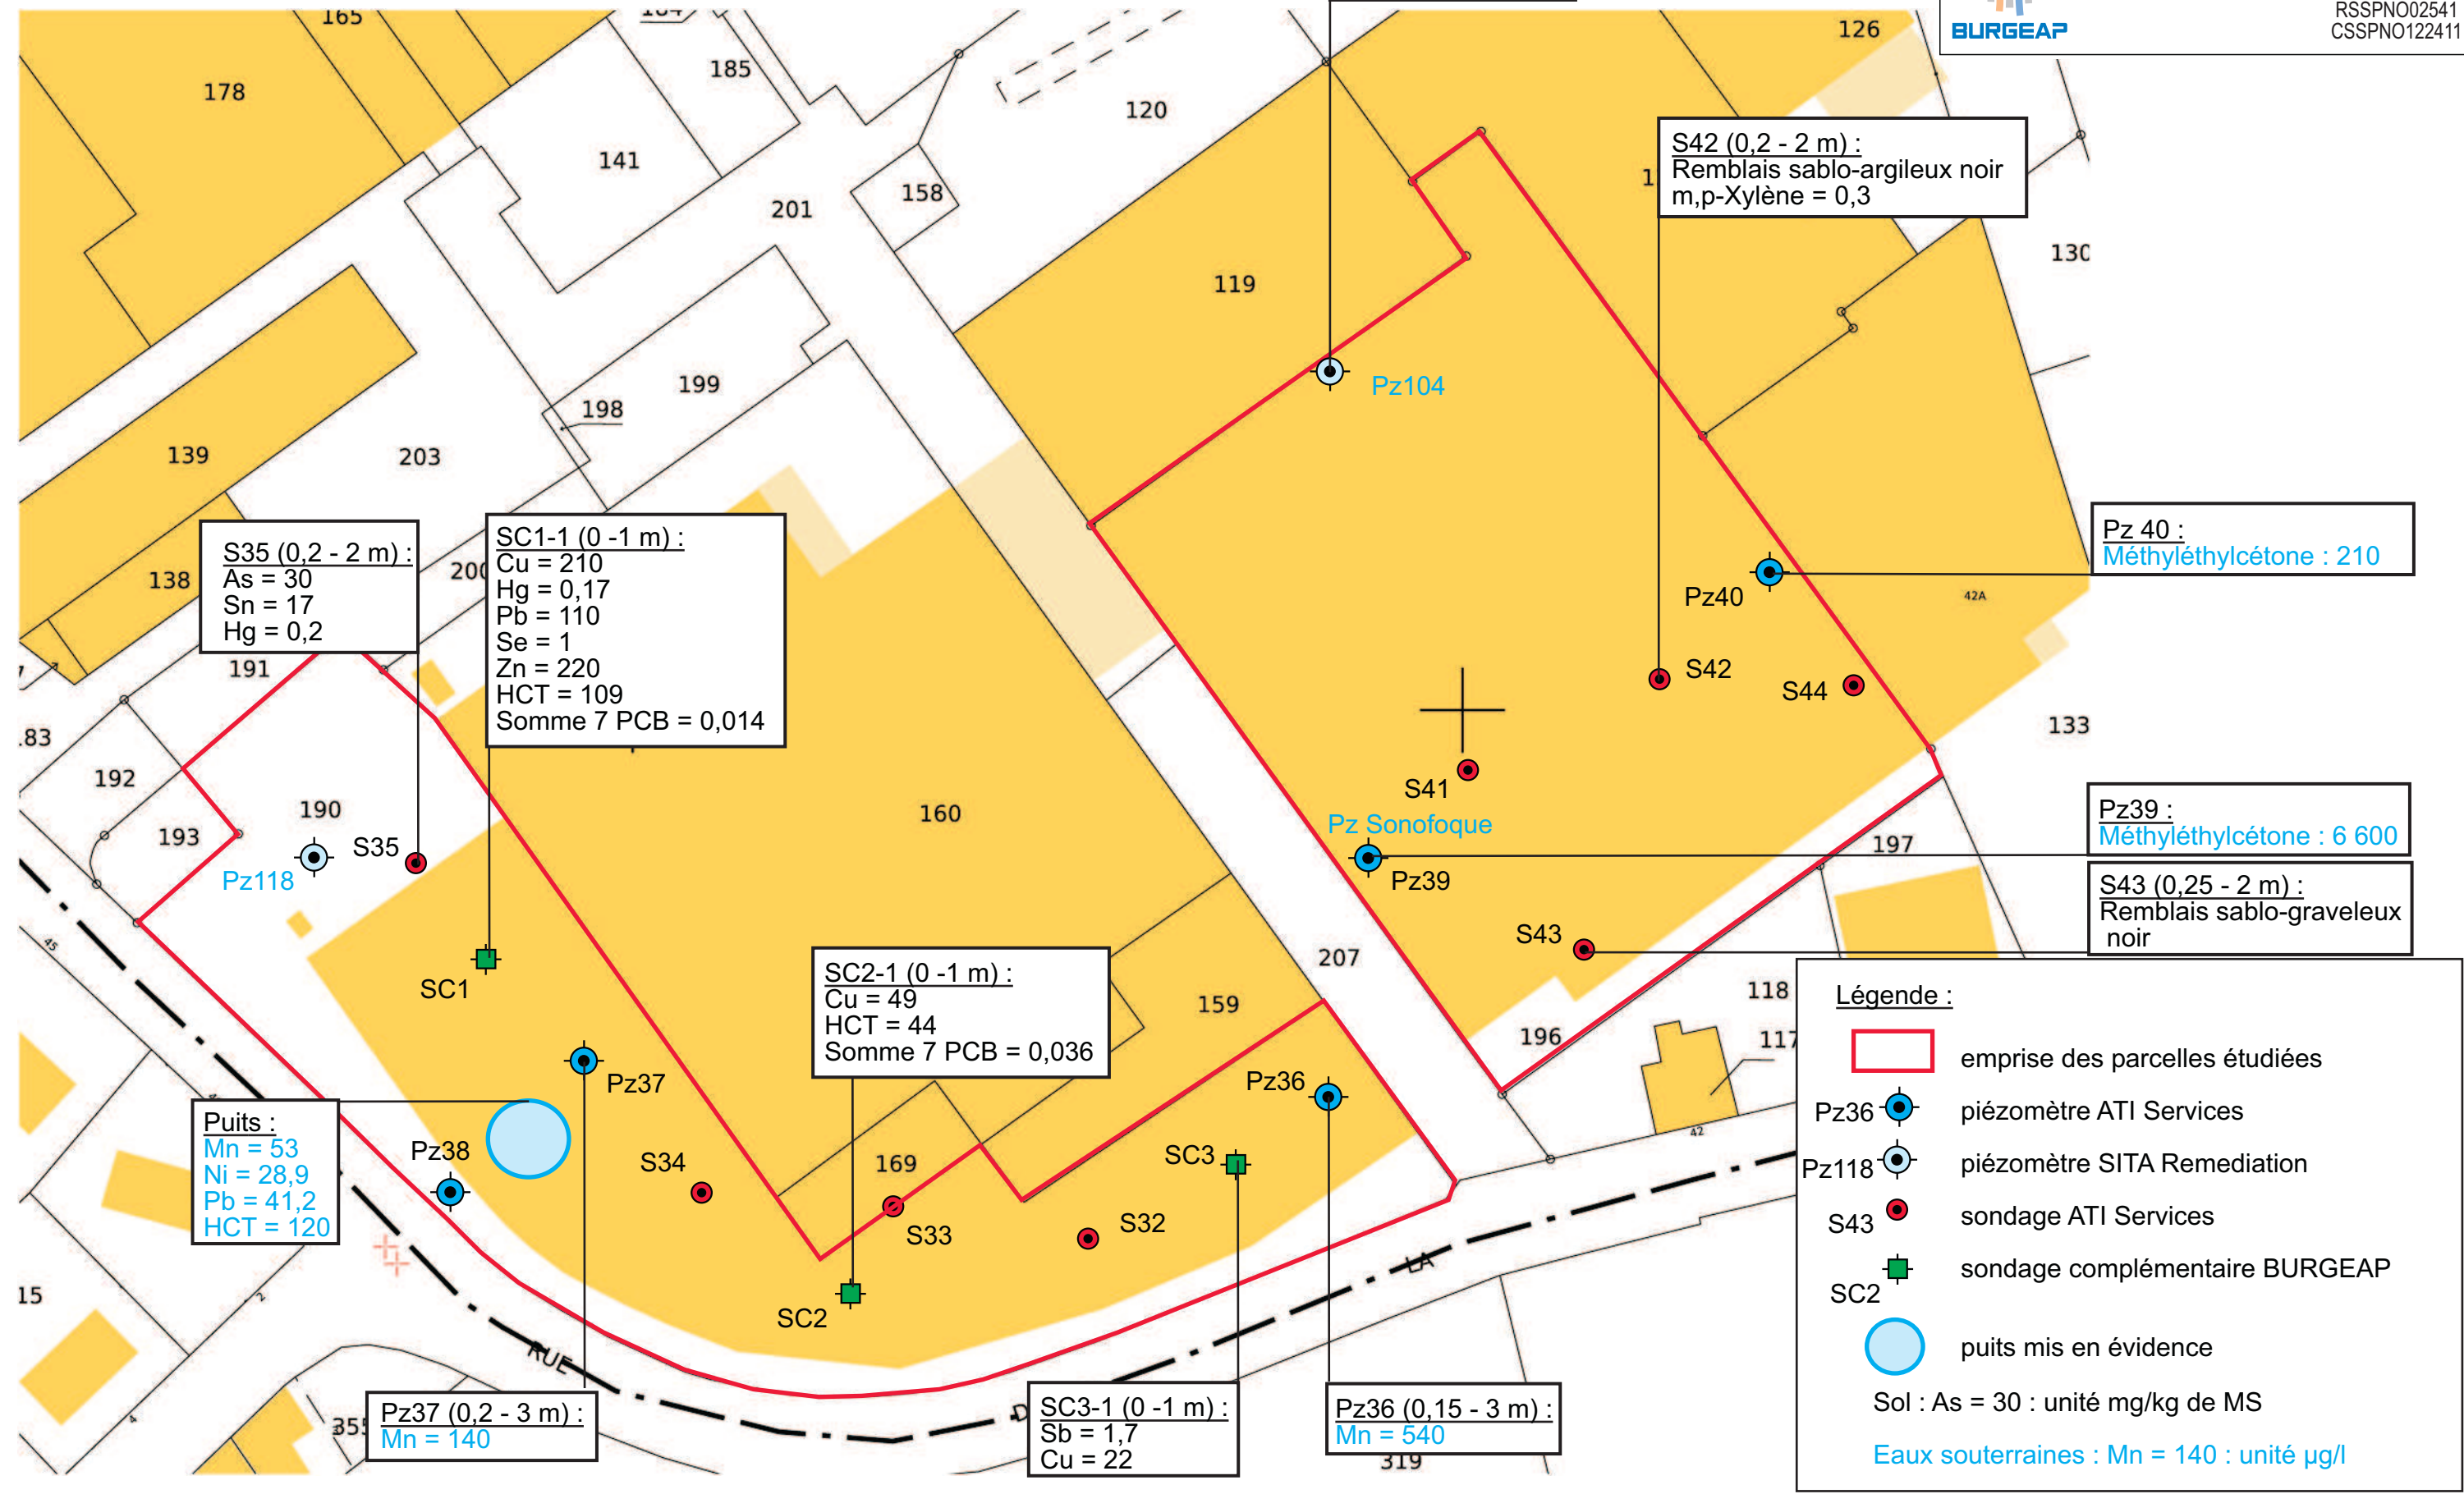 BURGEAP
RSSPNO02541
CSSPNO122411
165
178
185
141
201
158
120
126
119
130
139
203
199
198
138
191
192
193
190
160
159
169
207
133
197
196
118
117
42A
42
45
15
2
4
319
S42 (0,2 - 2 m) :
Remblais sablo-argileux noir
m,p-Xylène = 0,3
Pz104
Pz 40 :
Méthyléthylcétone : 210
S35 (0,2 - 2 m) :
As = 30
Sn = 17
Hg = 0,2
SC1-1 (0 -1 m) :
Cu = 210
Hg = 0,17
Pb = 110
Se = 1
Zn = 220
HCT = 109
Somme 7 PCB = 0,014
Pz40
S42
S44
S41
Pz Sonofoque
Pz39
S43
Pz39 :
Méthyléthylcétone : 6 600
S43 (0,25 - 2 m) :
Remblais sablo-graveleux
noir
Pz118
S35
SC1
Pz37
Pz38
S34
S33
S32
SC2
SC3
Pz36
SC2-1 (0 -1 m) :
Cu = 49
HCT = 44
Somme 7 PCB = 0,036
Puits :
Mn = 53
Ni = 28,9
Pb = 41,2
HCT = 120
RUE
LA
Pz37 (0,2 - 3 m) :
Mn = 140
SC3-1 (0 -1 m) :
Sb = 1,7
Cu = 22
Pz36 (0,15 - 3 m) :
Mn = 540
Légende :
emprise des parcelles étudiées
Pz36 piézomètre ATI Services
Pz118 piézomètre SITA Remediation
S43 sondage ATI Services
SC2 sondage complémentaire BURGEAP
puits mis en évidence
Sol : As = 30 : unité mg/kg de MS
Eaux souterraines : Mn = 140 : unité µg/l